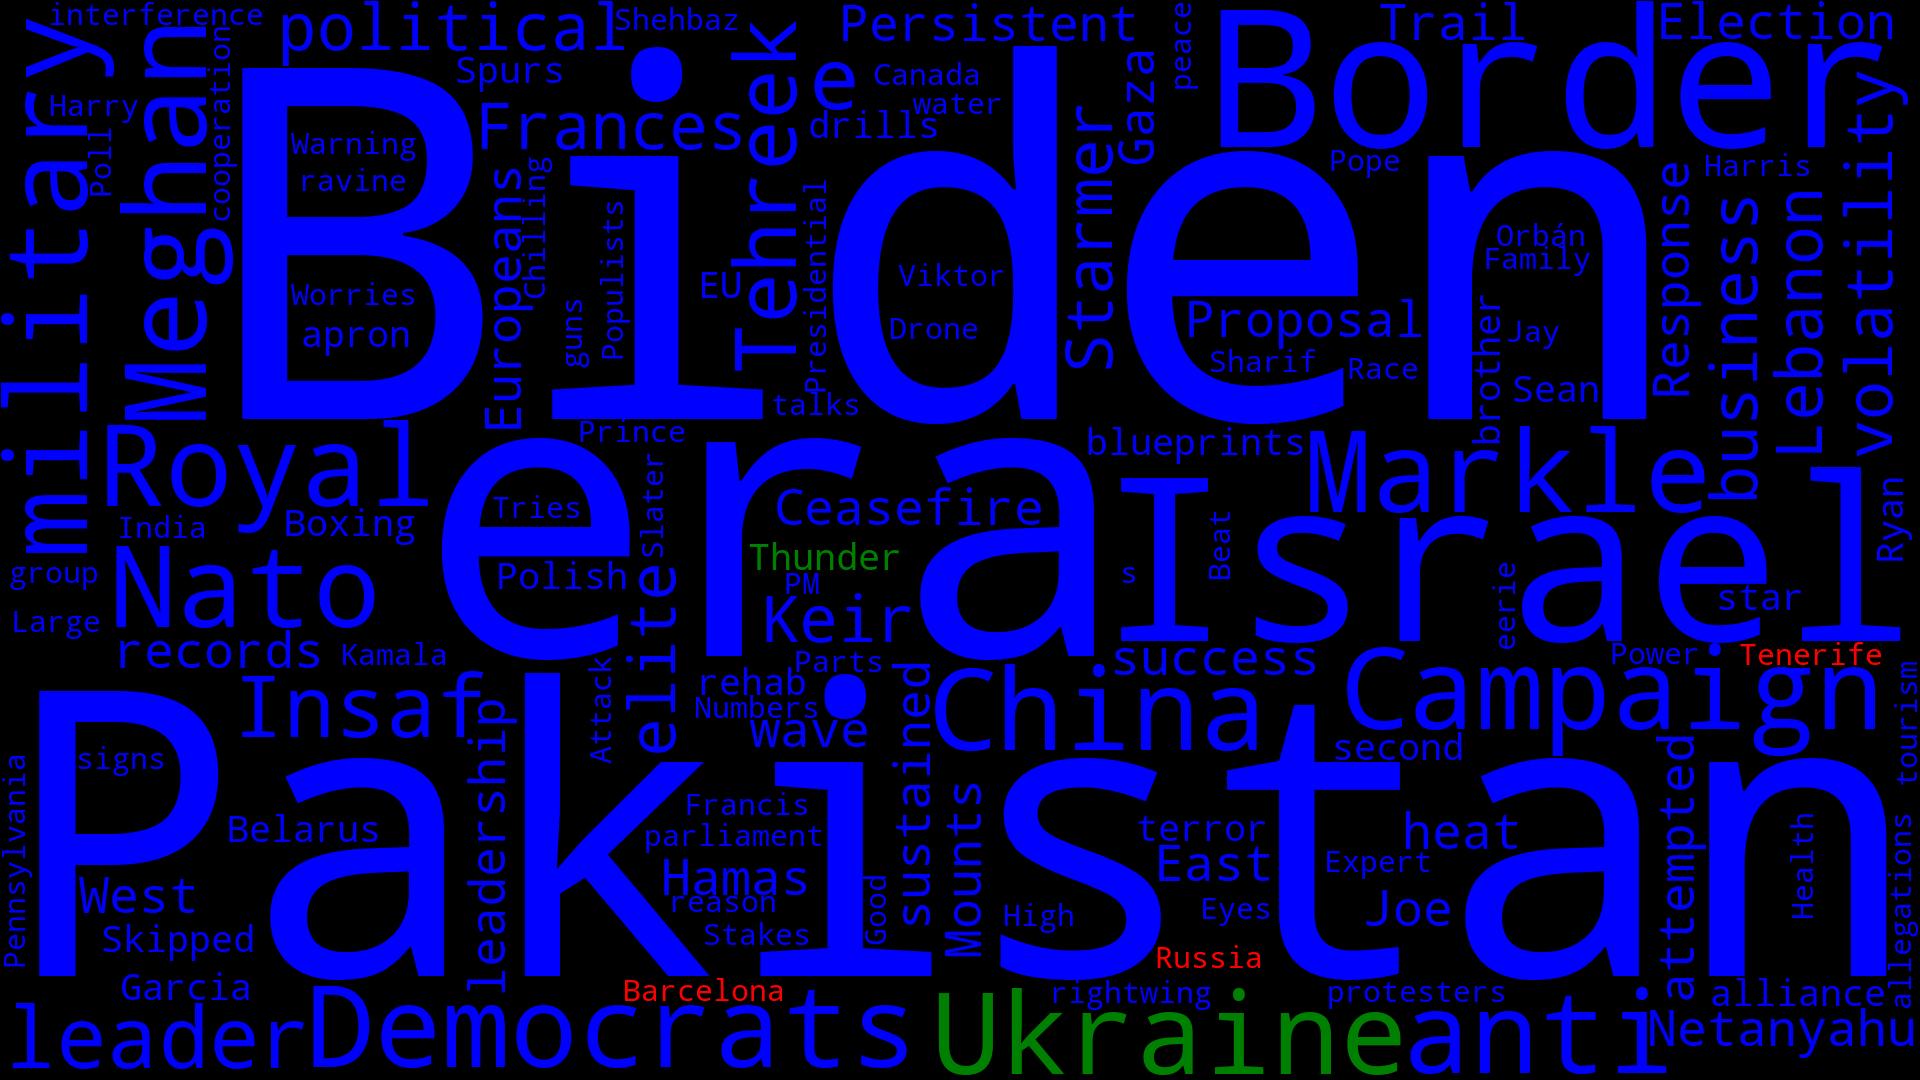 interference
political
Shehbaz
Persistent
peace
Trail
Election
military
Meghan
cooperation
Harry
Poll
Spurs
Tehreek
e
Canada
water
Gaza
Border
volatility
Warning
ravine
Frances
drills
Starmer
Pope
Harris
Biden
Europeans
Chilling
Populists
Presidential
EU
Viktor
Orbán
Family
Response
business
Lebanon
Worries
apron
guns
Drone
Proposal
Sharif
Race
brother
Jay
Sean
talks
Prince
Royal
blueprints
Markle
India
Boxing
era
Tries
Slater
Ceasefire
Israel
Ryan
Beat
group
Nato
Polish
Thunder
PM
s
eerie
star
Large
records
Kamala
elite
Keir
Parts
success
Campaign
Power
Tenerife
Insaf
rehab
Numbers
wave
China
second
tourism
Attack
signs
Pakistan
Pennsylvania
leadership
Belarus
Francis
parliament
sustained
Mounts
terror
East
heat
Expert
attempted
Health
allegations
West
Hamas
reason
Good
High
Eyes
Joe
Skipped
Stakes
Russia
Garcia
Barcelona
rightwing
protesters
alliance
leader
Democrats
Ukraine
anti
Netanyahu